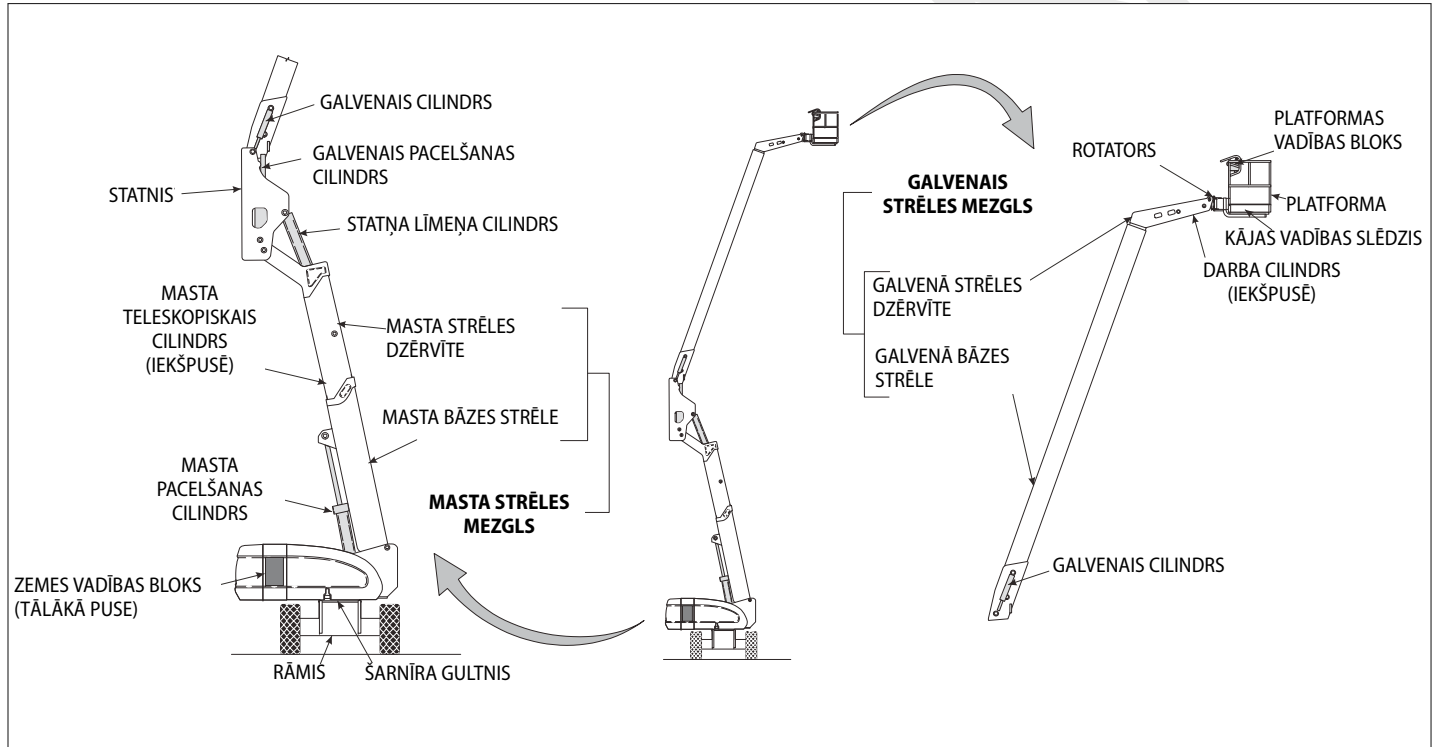 GALVENAIS CILINDRS
GALVENAIS PACELŠANAS
CILINDRS
STATNIS
STATŅA LĪMEŅA CILINDRS
MASTA
TELESKOPISKAIS
CILINDRS
(IEKŠPUSĒ)
MASTA STRĒLES
DZĒRVĪTE
MASTA BĀZES STRĒLE
MASTA
PACELŠANAS
CILINDRS
MASTA STRĒLES
MEZGLS
ZEMES VADĪBAS BLOKS
(TĀLĀKĀ PUSE)
RĀMIS
ŠARNĪRA GULTNIS
GALVENAIS
STRĒLES MEZGLS
GALVENĀ STRĒLES
DZĒRVĪTE
GALVENĀ BĀZES
STRĒLE
PLATFORMAS
VADĪBAS BLOKS
ROTATORS
PLATFORMA
KĀJAS VADĪBAS SLĒDZIS
DARBA CILINDRS
(IEKŠPUSĒ)
GALVENAIS CILINDRS